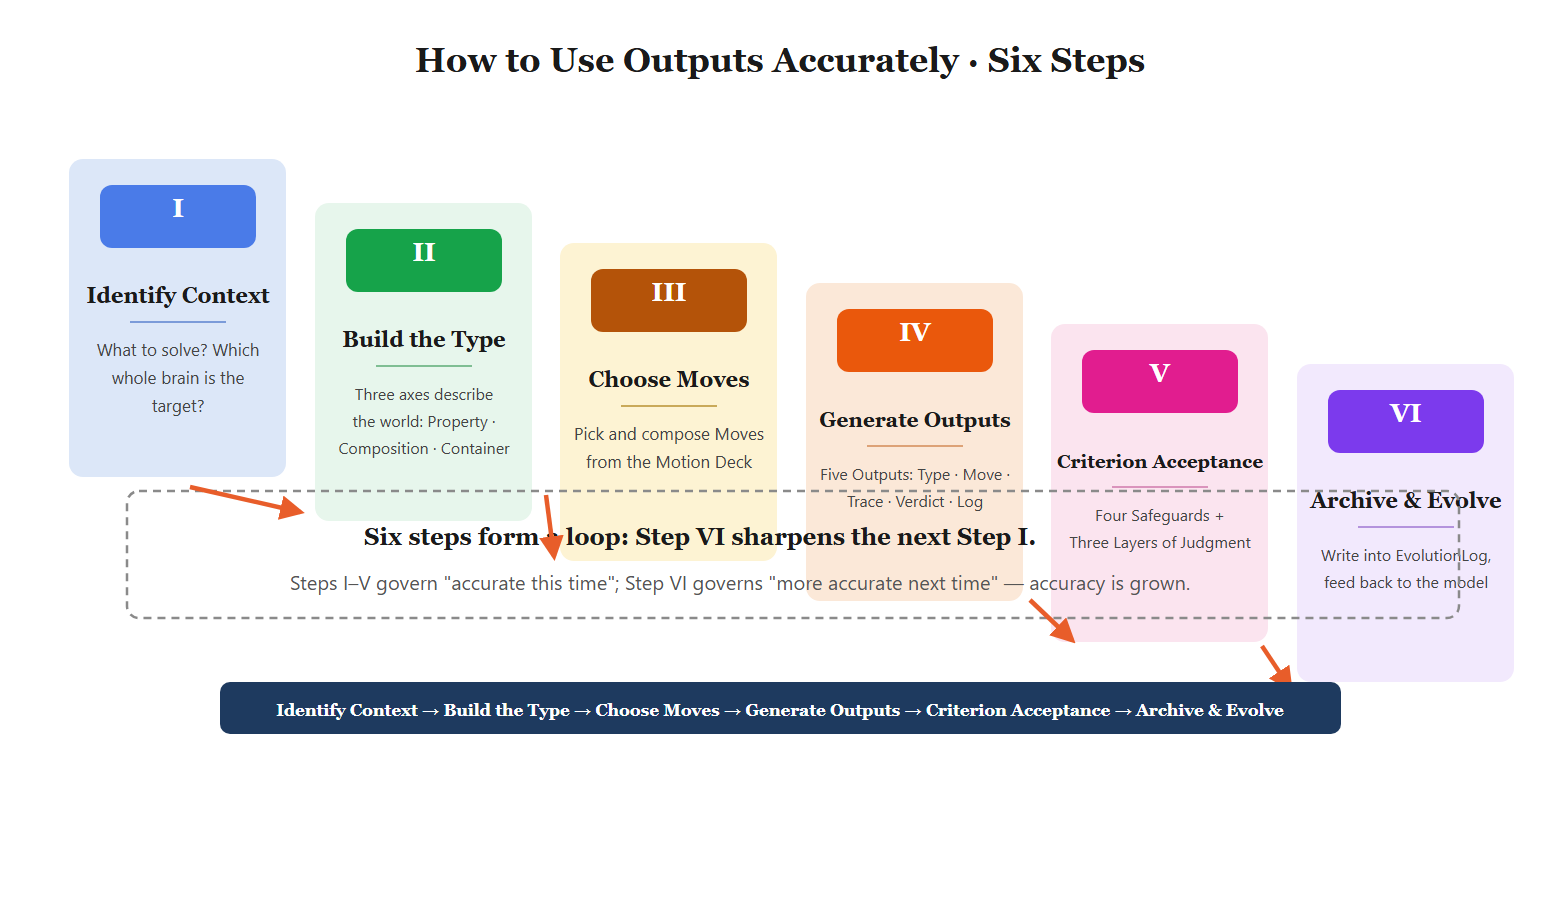 How to Use Outputs Accurately · Six Steps
I
Identify Context
What to solve? Which
whole brain is the
target?
II
Build the Type
Three axes describe
the world: Property ·
Composition · Container
III
Choose Moves
Pick and compose Moves
from the Motion Deck
IV
Generate Outputs
Five Outputs: Type · Move ·
Trace · Verdict · Log
V
Criterion Acceptance
Four Safeguards +
Three Layers of Judgment
VI
Archive & Evolve
Write into EvolutionLog,
feed back to the model
Six steps form a loop: Step VI sharpens the next Step I.
Steps I–V govern "accurate this time"; Step VI governs "more accurate next time" — accuracy is grown.
Identify Context → Build the Type → Choose Moves → Generate Outputs → Criterion Acceptance → Archive & Evolve